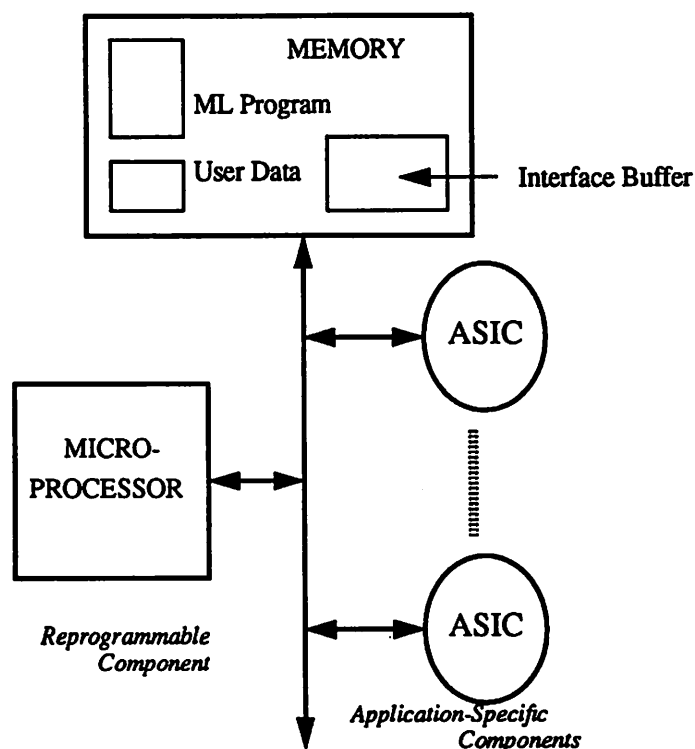 MEMORY
ML Program
User Data
Interface Buffer
ASIC
MICRO-
PROCESSOR
ASIC
Reprogrammable
Component
Application-Specific
Components